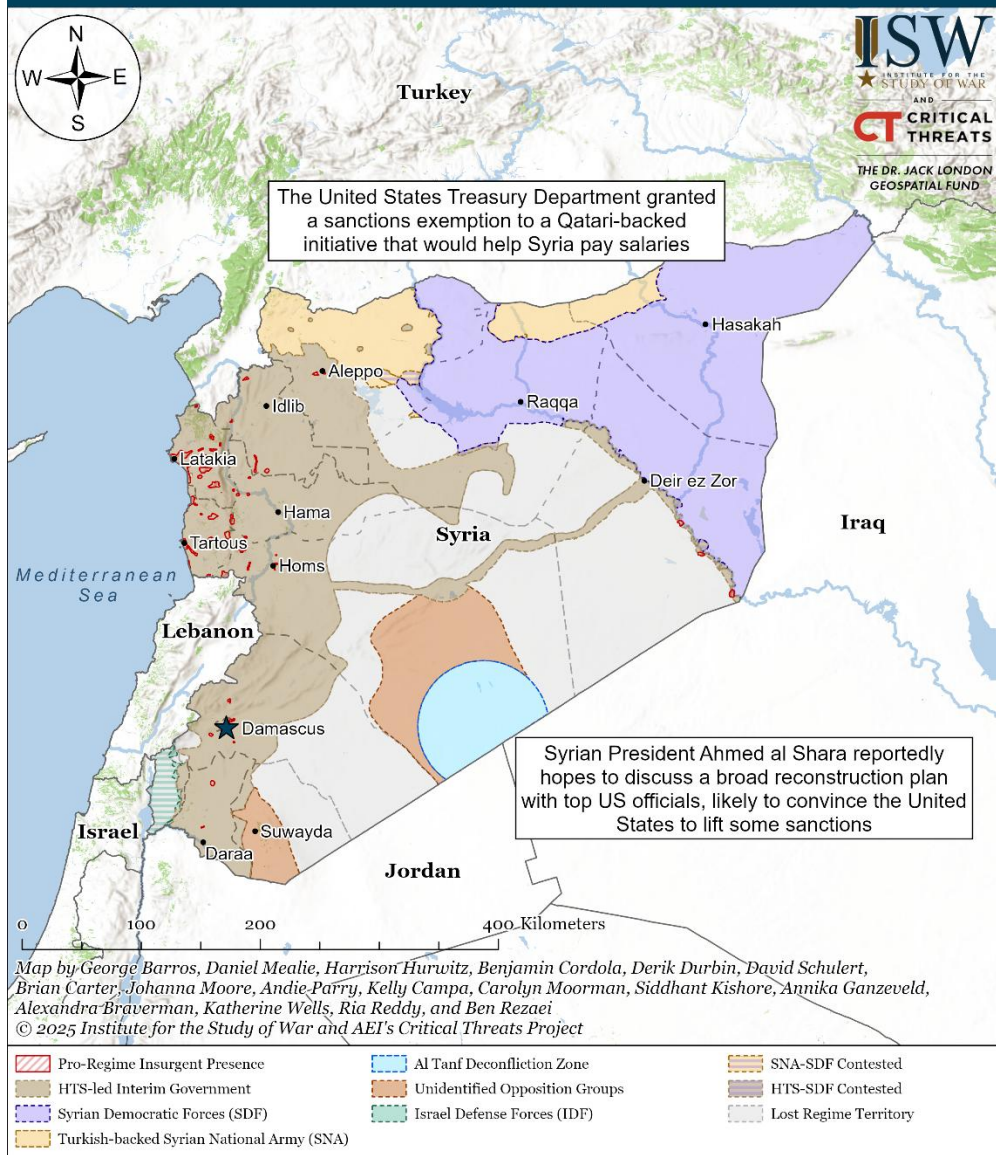 N
W E
S
ISW
INSTITUTE FOR THE
STUDY OF WAR
AND
CT CRITICAL
THREATS
THE DR. JACK LONDON
GEOSPATIAL FUND
Turkey
The United States Treasury Department granted
a sanctions exemption to a Qatari-backed
initiative that would help Syria pay salaries
Hasakah
Aleppo
Raqqa
Idlib
Latakia
Deir ez Zor
Hama
Syria
Iraq
Tartous
Homs
Mediterranean
Sea
Lebanon
Damascus
Syrian President Ahmed al Shara reportedly
hopes to discuss a broad reconstruction plan
with top US officials, likely to convince the United
States to lift some sanctions
Israel
Suwayda
Daraa
Jordan
0 100 200 400 Kilometers
Map by George Barros, Daniel Mealie, Harrison Hurwitz, Benjamin Cordola, Derik Durbin, David Schulert,
Brian Carter, Johanna Moore, Andie Parry, Kelly Campa, Carolyn Moorman, Siddhant Kishore, Annika Ganzeveld,
Alexandra Braverman, Katherine Wells, Ria Reddy, and Ben Rezaei
© 2025 Institute for the Study of War and AEI's Critical Threats Project
Pro-Regime Insurgent Presence
HTS-led Interim Government
Syrian Democratic Forces (SDF)
Turkish-backed Syrian National Army (SNA)
Al Tanf Deconfliction Zone
Unidentified Opposition Groups
Israel Defense Forces (IDF)
SNA-SDF Contested
HTS-SDF Contested
Lost Regime Territory